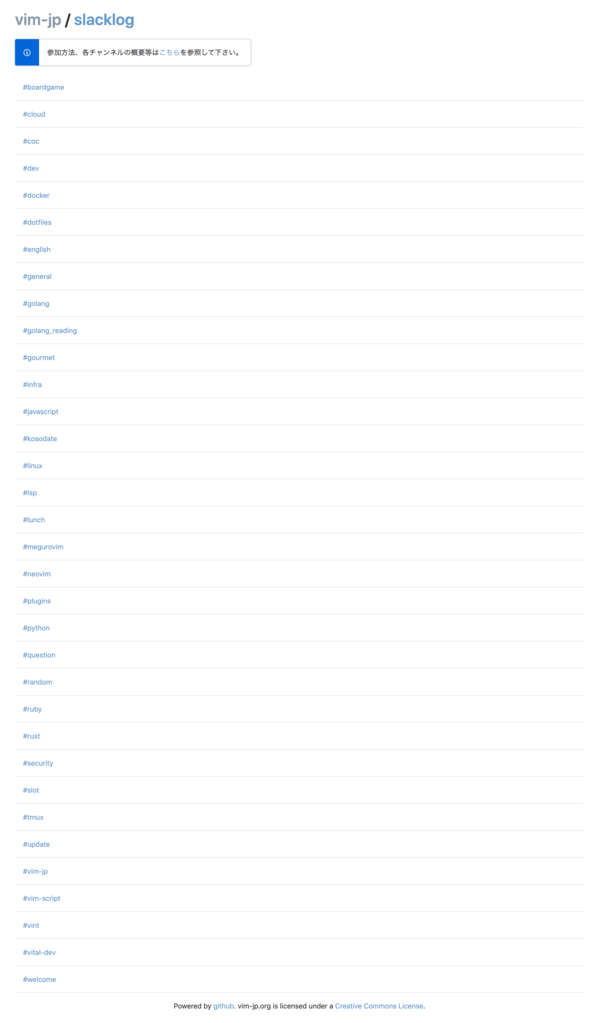 vim-jp / slacklog
参加方法、各チャンネルの概要等はこちらを参照して下さい。
#boardgame
#cloud
#coc
#dev
#docker
#dotfiles
#english
#general
#golang
#golang_reading
#gourmet
#infra
#javascript
#kosodate
#linux
#lsp
#lunch
#megurovim
#neovim
#plugins
#python
#question
#random
#ruby
#rust
#security
#slot
#tmux
#update
#vim-jp
#vim-script
#vint
#vital-dev
#welcome
Powered by github. vim-jp.org is licensed under a Creative Commons License.